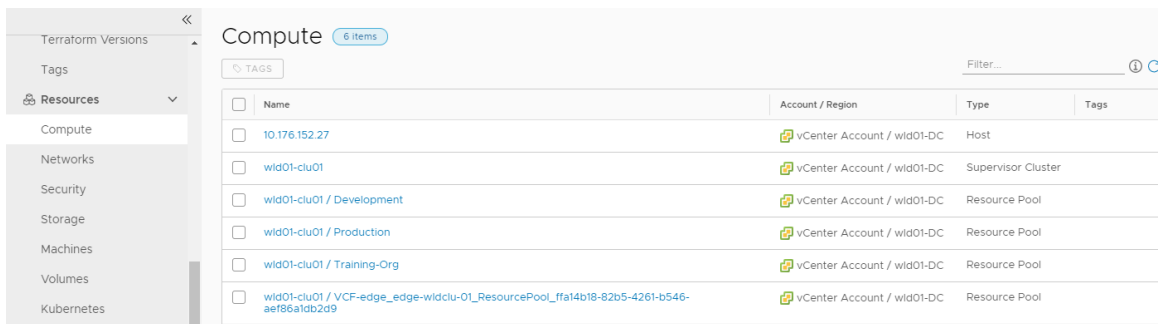 Terraform Versions
Tags
Resources
Compute
Networks
Security
Storage
Machines
Volumes
Kubernetes
Compute 6 items
TAGS
Filter...
Name Account / Region Type Tags
10.176.152.27 vCenter Account / wld01-DC Host
wld01-clu01 vCenter Account / wld01-DC Supervisor Cluster
wld01-clu01 / Development vCenter Account / wld01-DC Resource Pool
wld01-clu01 / Production vCenter Account / wld01-DC Resource Pool
wld01-clu01 / Training-Org vCenter Account / wld01-DC Resource Pool
wld01-clu01 / VCF-edge_edge-wldclu-01_ResourcePool_ffa14b18-82b5-4261-b546- vCenter Account / wld01-DC Resource Pool
aef86a1db2d9